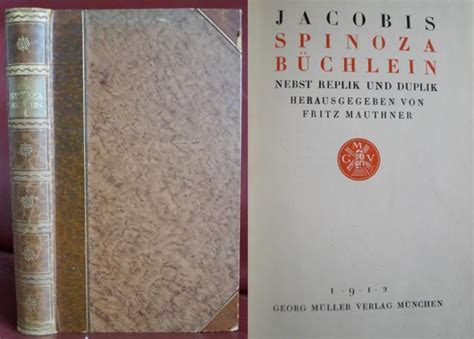 SPINOZA
JACOBIS
SPINOZA
BÜCHLEIN
NEBST REPLIK UND DUPLIK
HERAUSGEGEBEN VON
FRITZ MAUTHNER
M
G V
1·9·1·2
GEORG MÜLLER VERLAG MÜNCHEN